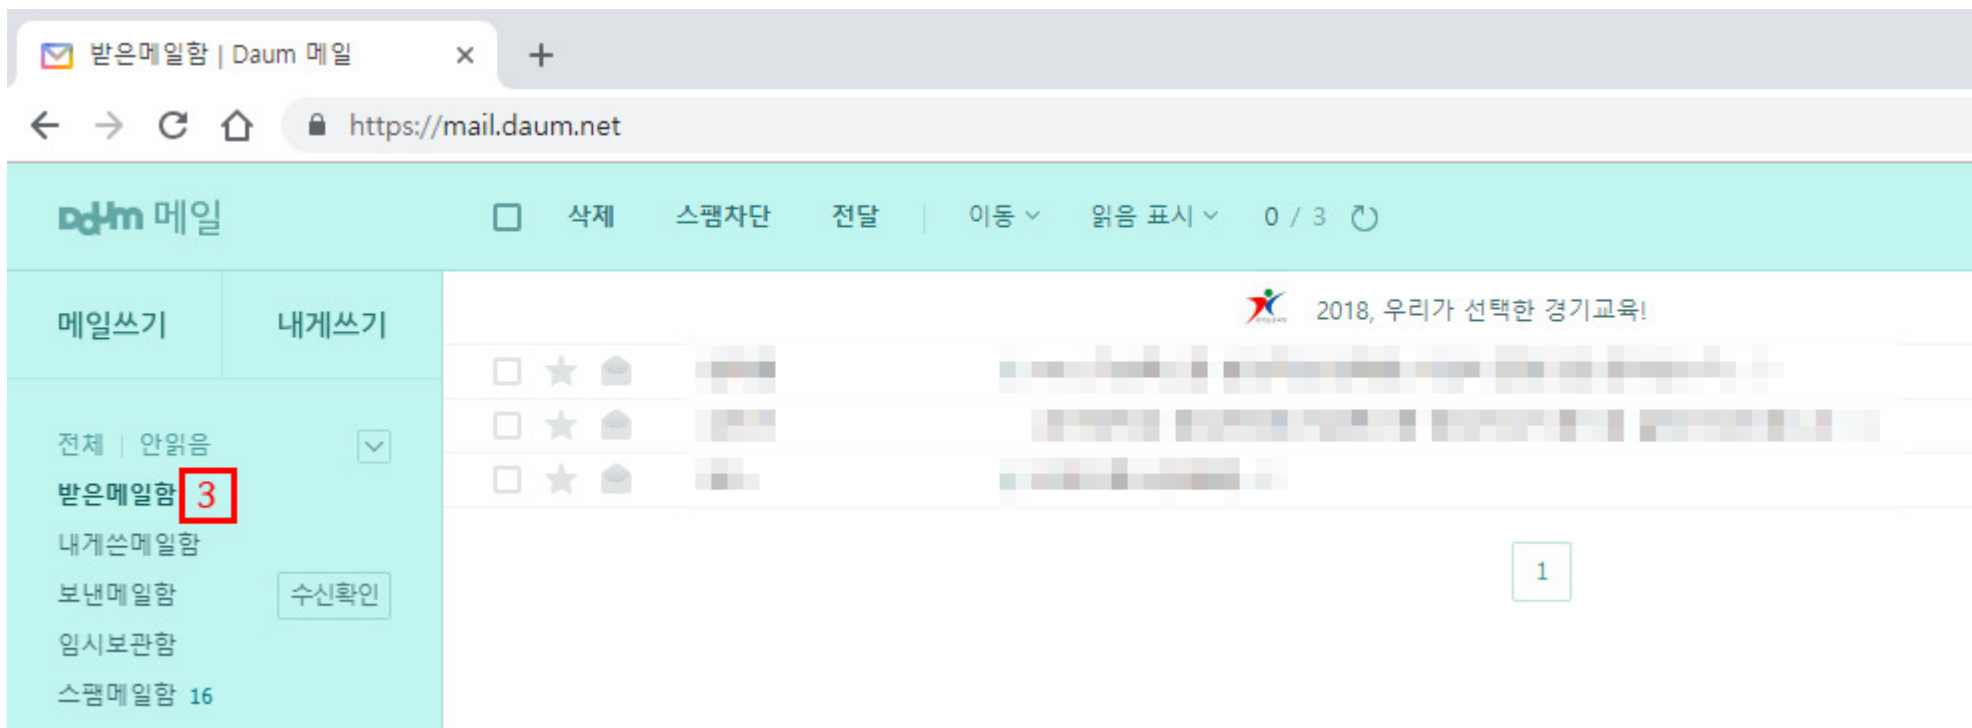 받은메일함 | Daum 메일
https://mail.daum.net
Daum 메일
삭제 스팸차단 전달 이동 읽음 표시 0 / 3
메일쓰기 내게쓰기
2018, 우리가 선택한 경기교육!
전체 | 안읽음
받은메일함 3
내게쓴메일함
보낸메일함 수신확인
임시보관함
스팸메일함 16
1